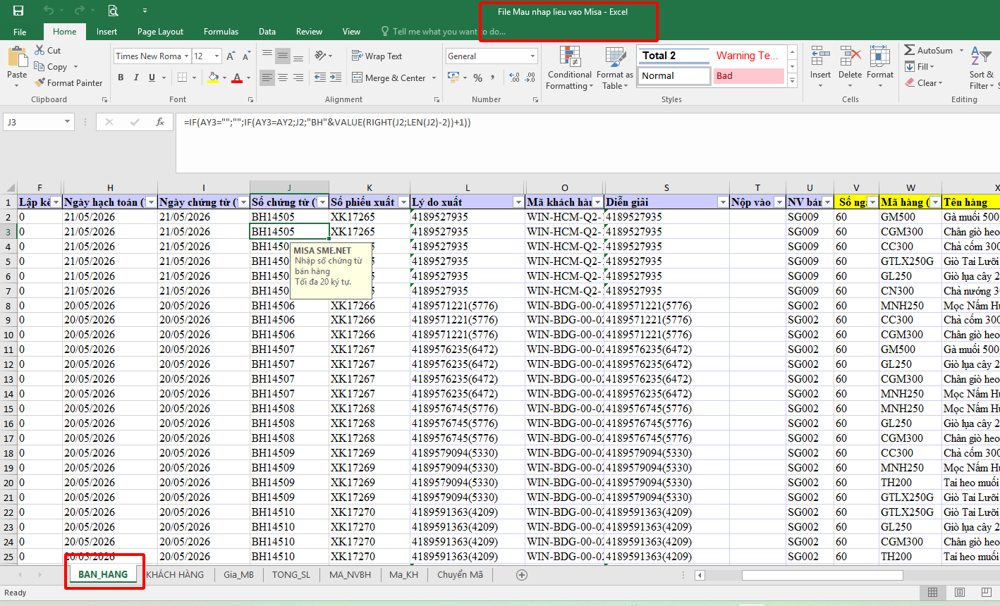 File Mau nhap lieu vao Misa - Excel
File Home Insert Page Layout Formulas Data Review View Tell me what you want to do...
Paste Cut Copy Format Painter Clipboard
Times New Roma 12 B I U Font
Wrap Text Merge & Center Alignment
General % Number
Conditional Formatting Format as Table Total 2 Warning Te... Normal Bad Styles
Insert Delete Format Cells
AutoSum Fill Clear Sort & Filter Editing
J3 fx =IF(AY3="";"";IF(AY3=AY2;J2;"BH"&VALUE(RIGHT(J2;LEN(J2)-2))+1))
F H I J K L O S T U V W X
1 Ngày hạch toán ( Ngày chứng từ ( Số chứng từ ( Số phiếu xuất Lý do xuất Mã khách hàn Diễn giải Nộp vào NV bán Mã hàng ( Tên hàng
2 0 21/05/2026 21/05/2026 BH14505 XK17265 4189527935 WIN-HCM-Q2- 4189527935 SG009 60 GM500 Gà muối 500
3 0 21/05/2026 21/05/2026 BH14505 XK17265 4189527935 WIN-HCM-Q2- 4189527935 SG009 60 CGM300 Chân giò heo
4 0 21/05/2026 21/05/2026 BH1450 5 4189527935 WIN-HCM-Q2- 4189527935 SG009 60 CC300 Chả cốm 300
5 0 21/05/2026 21/05/2026 BH1450 5 4189527935 WIN-HCM-Q2- 4189527935 SG009 60 GTLX250G Giò Tai Lưỡi
6 0 21/05/2026 21/05/2026 BH1450 5 4189527935 WIN-HCM-Q2- 4189527935 SG009 60 GL250 Giò lụa cây 2
7 0 21/05/2026 21/05/2026 BH1450 5 4189527935 WIN-HCM-Q2- 4189527935 SG009 60 CN300 Chả nướng 30
MISA SME.NET
Nhập số chứng từ
bán hàng
Tối đa 20 ký tự.
8 0 20/05/2026 20/05/2026 BH14506 XK17266 4189571221(5776) WIN-BDG-00-02 4189571221(5776) SG002 60 MNH250 Mọc Nấm Hư
9 0 20/05/2026 20/05/2026 BH14506 XK17266 4189571221(5776) WIN-BDG-00-02 4189571221(5776) SG002 60 CC300 Chả cốm 300
10 0 20/05/2026 20/05/2026 BH14506 XK17266 4189571221(5776) WIN-BDG-00-02 4189571221(5776) SG002 60 CGM300 Chân giò heo
11 0 20/05/2026 20/05/2026 BH14507 XK17267 4189576235(6472) WIN-BDG-00-02 4189576235(6472) SG002 60 GM500 Gà muối 500
12 0 20/05/2026 20/05/2026 BH14507 XK17267 4189576235(6472) WIN-BDG-00-02 4189576235(6472) SG002 60 GL250 Giò lụa cây 2
13 0 20/05/2026 20/05/2026 BH14507 XK17267 4189576235(6472) WIN-BDG-00-02 4189576235(6472) SG002 60 CGM300 Chân giò heo
14 0 20/05/2026 20/05/2026 BH14507 XK17267 4189576235(6472) WIN-BDG-00-02 4189576235(6472) SG002 60 MNH250 Mọc Nấm Hư
15 0 20/05/2026 20/05/2026 BH14508 XK17268 4189576745(5776) WIN-BDG-00-02 4189576745(5776) SG002 60 MNH250 Mọc Nấm Hư
16 0 20/05/2026 20/05/2026 BH14508 XK17268 4189576745(5776) WIN-BDG-00-02 4189576745(5776) SG002 60 GL250 Giò lụa cây 2
17 0 20/05/2026 20/05/2026 BH14508 XK17268 4189576745(5776) WIN-BDG-00-02 4189576745(5776) SG002 60 CGM300 Chân giò heo
18 0 20/05/2026 20/05/2026 BH14509 XK17269 4189579094(5330) WIN-BDG-00-02 4189579094(5330) SG002 60 CC300 Chả cốm 300
19 0 20/05/2026 20/05/2026 BH14509 XK17269 4189579094(5330) WIN-BDG-00-02 4189579094(5330) SG002 60 MNH250 Mọc Nấm Hư
20 0 20/05/2026 20/05/2026 BH14509 XK17269 4189579094(5330) WIN-BDG-00-02 4189579094(5330) SG002 60 TH200 Tai heo muối
21 0 20/05/2026 20/05/2026 BH14509 XK17269 4189579094(5330) WIN-BDG-00-02 4189579094(5330) SG002 60 GTLX250G Giò Tai Lưỡi
22 0 20/05/2026 20/05/2026 BH14510 XK17270 4189591363(4209) WIN-BDG-00-02 4189591363(4209) SG002 60 GTLX250G Giò Tai Lưỡi
23 0 20/05/2026 20/05/2026 BH14510 XK17270 4189591363(4209) WIN-BDG-00-02 4189591363(4209) SG002 60 GL250 Giò lụa cây 2
24 0 20/05/2026 20/05/2026 BH14510 XK17270 4189591363(4209) WIN-BDG-00-02 4189591363(4209) SG002 60 CGM300 Chân giò heo
25 0 20/05/2026 20/05/2026 BH14510 XK17270 4189591363(4209) WIN-BDG-00-02 4189591363(4209) SG002 60 TH200 Tai heo muối
BAN_HANG KHÁCH HÀNG Gia_MB TONG_SL MA_NVBH Ma_KH Chuyển Mã
Ready